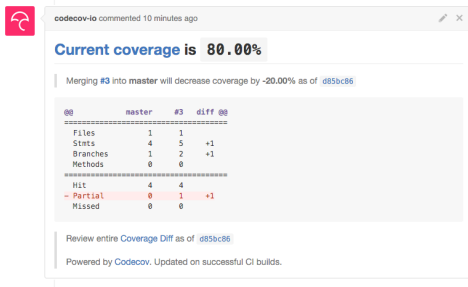 codecov-io commented 10 minutes ago
Current coverage is 80.00%
Merging #3 into master will decrease coverage by -20.00% as of d85bc86
@@ master #3 diff @@
=====================================
Files 1 1
Stmts 4 5 +1
Branches 1 2 +1
Methods 0 0
=====================================
Hit 4 4
- Partial 0 1 +1
Missed 0 0
Review entire Coverage Diff as of d85bc86
Powered by Codecov. Updated on successful CI builds.